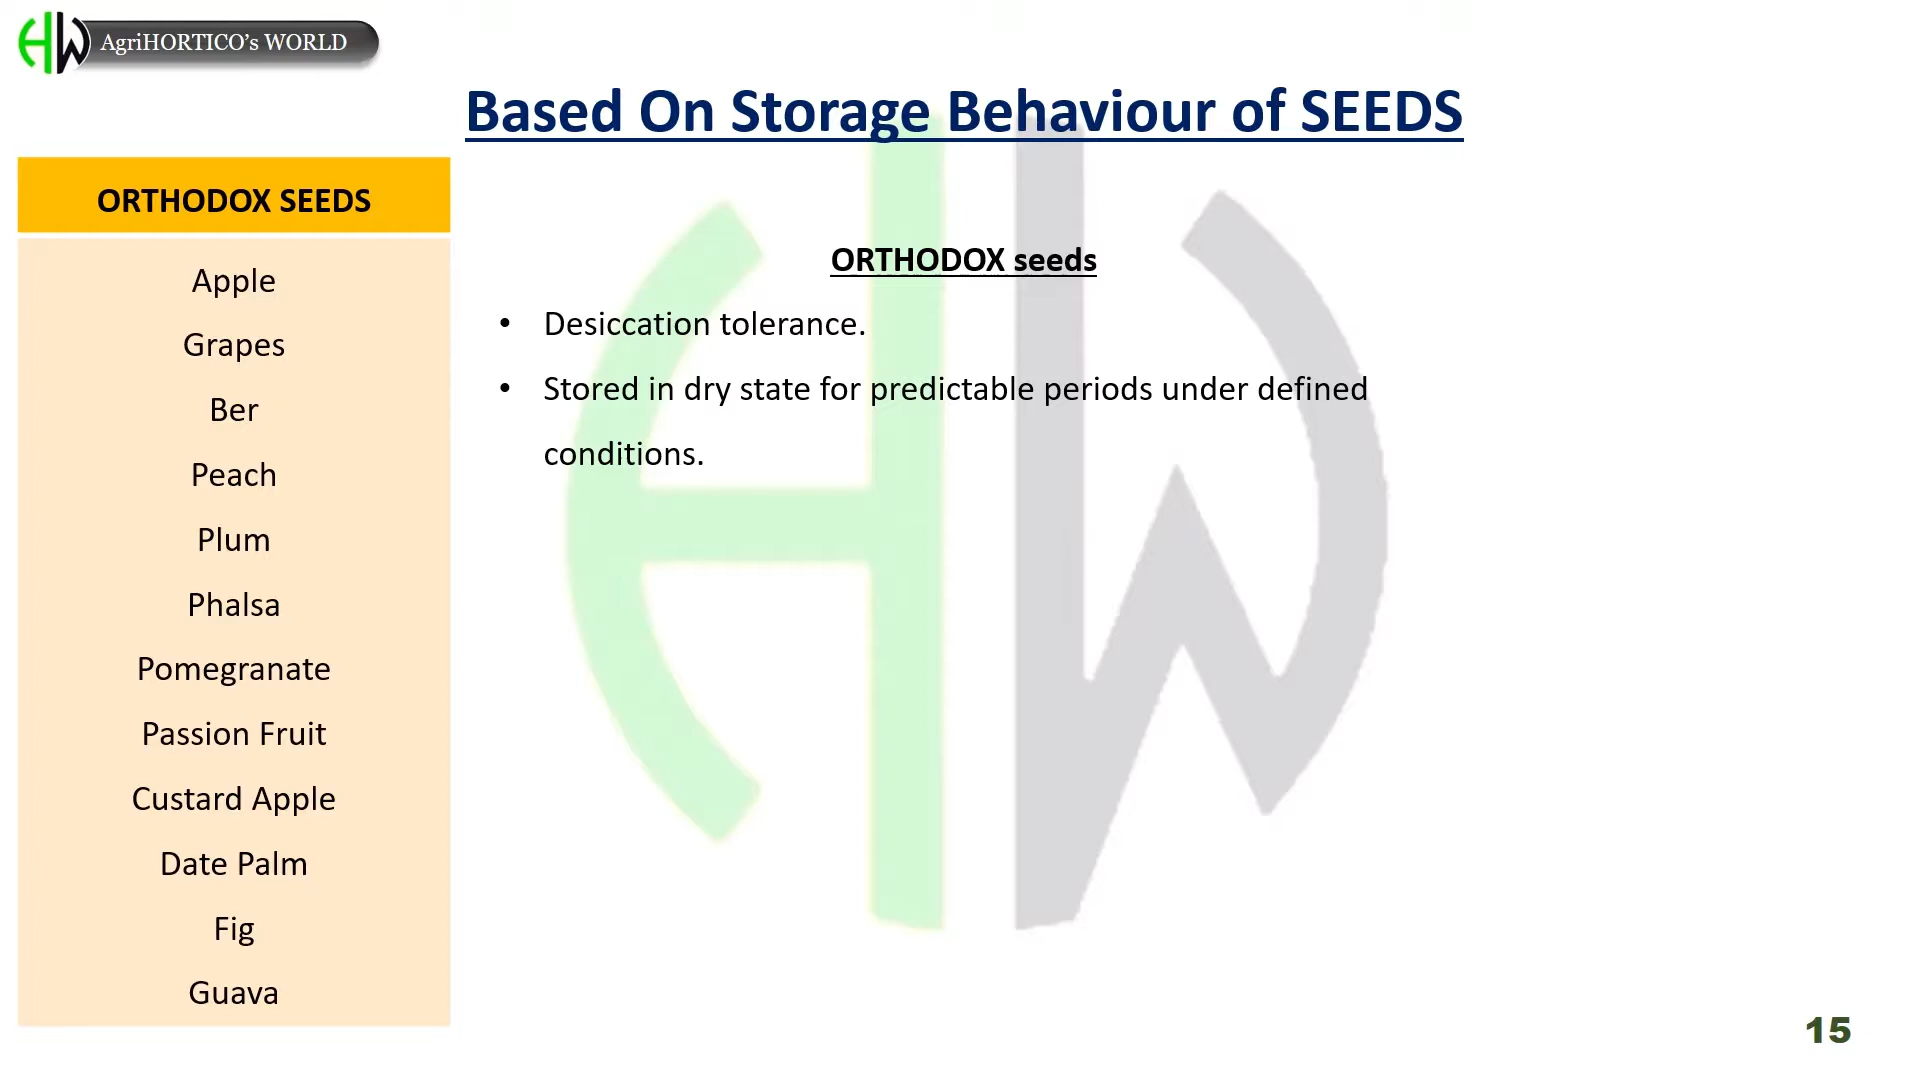 AgriHORTICO's WORLD
Based On Storage Behaviour of SEEDS
ORTHODOX SEEDS
Apple
Grapes
Ber
Peach
Plum
Phalsa
Pomegranate
Passion Fruit
Custard Apple
Date Palm
Fig
Guava
ORTHODOX seeds
• Desiccation tolerance.
• Stored in dry state for predictable periods under defined
conditions.
15